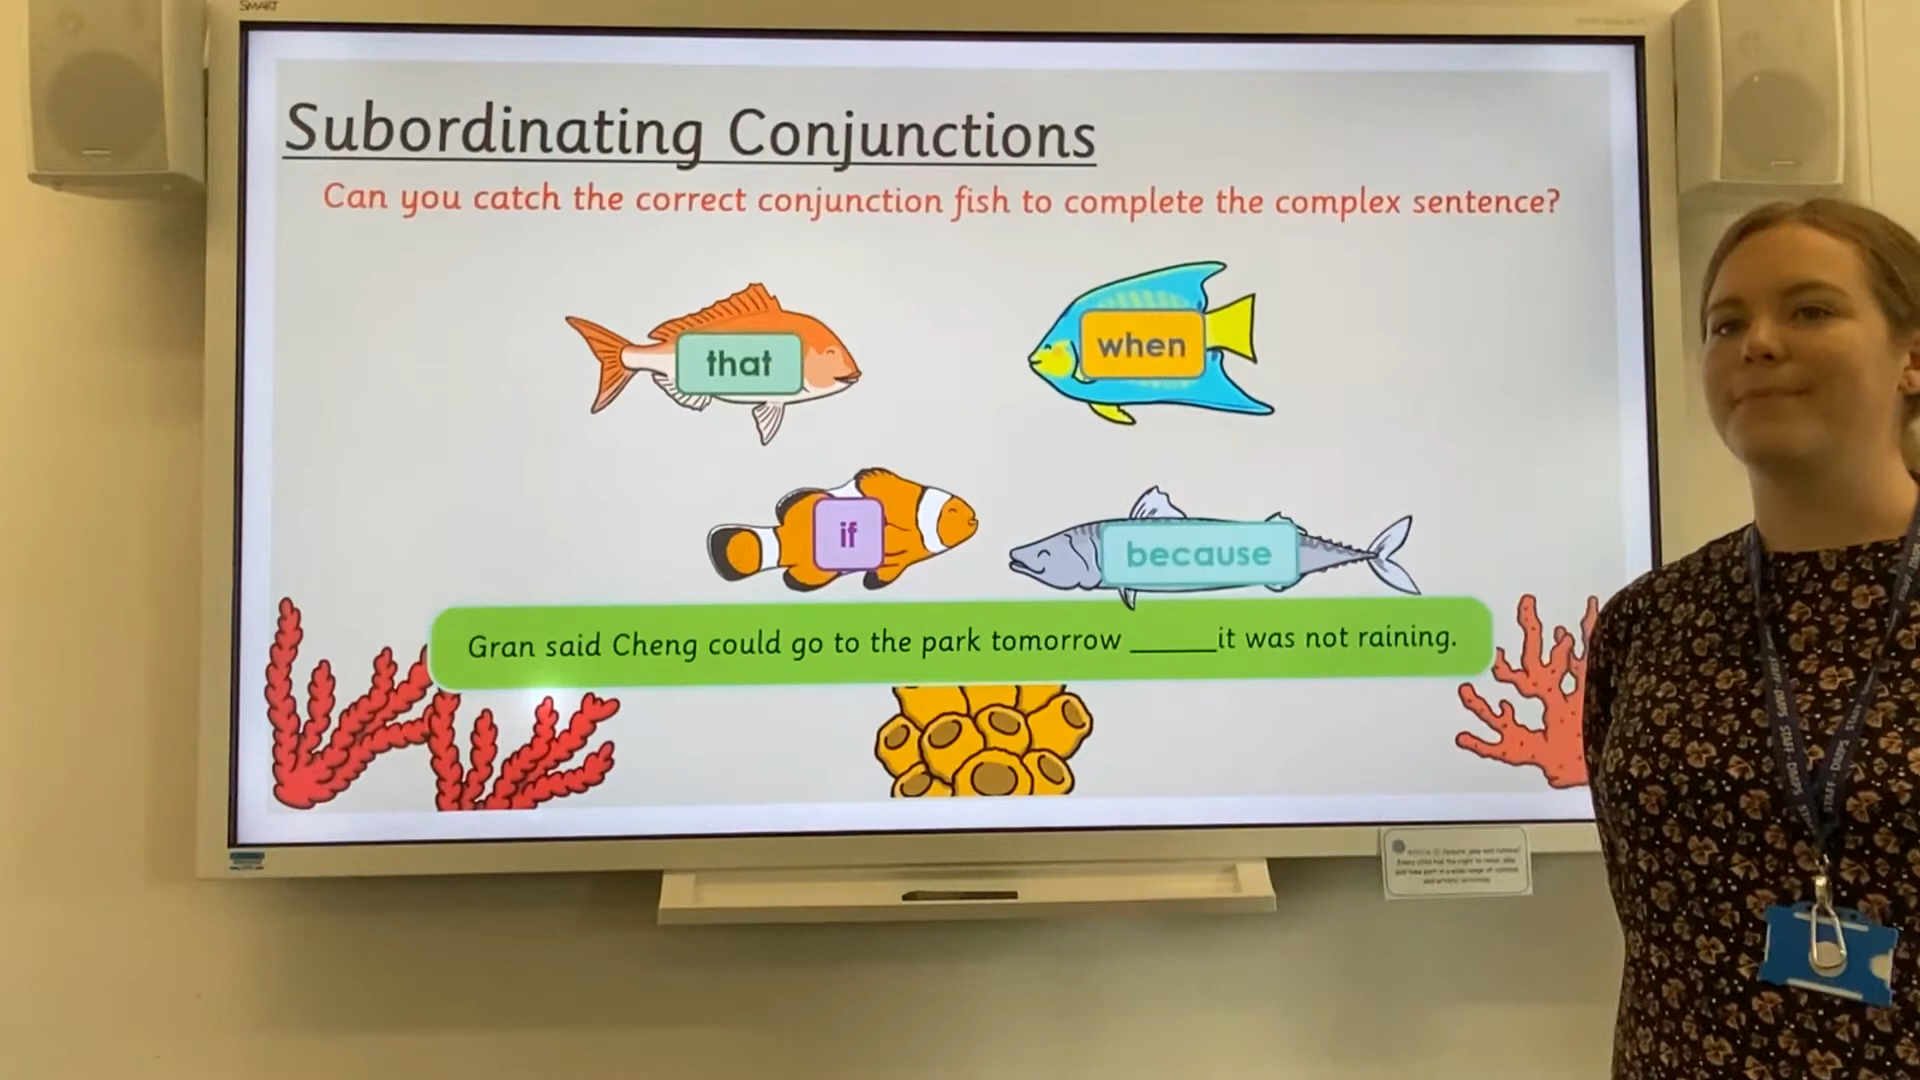 SMART
Subordinating Conjunctions
Can you catch the correct conjunction fish to complete the complex sentence?
that
when
if
because
Gran said Cheng could go to the park tomorrow ______it was not raining.